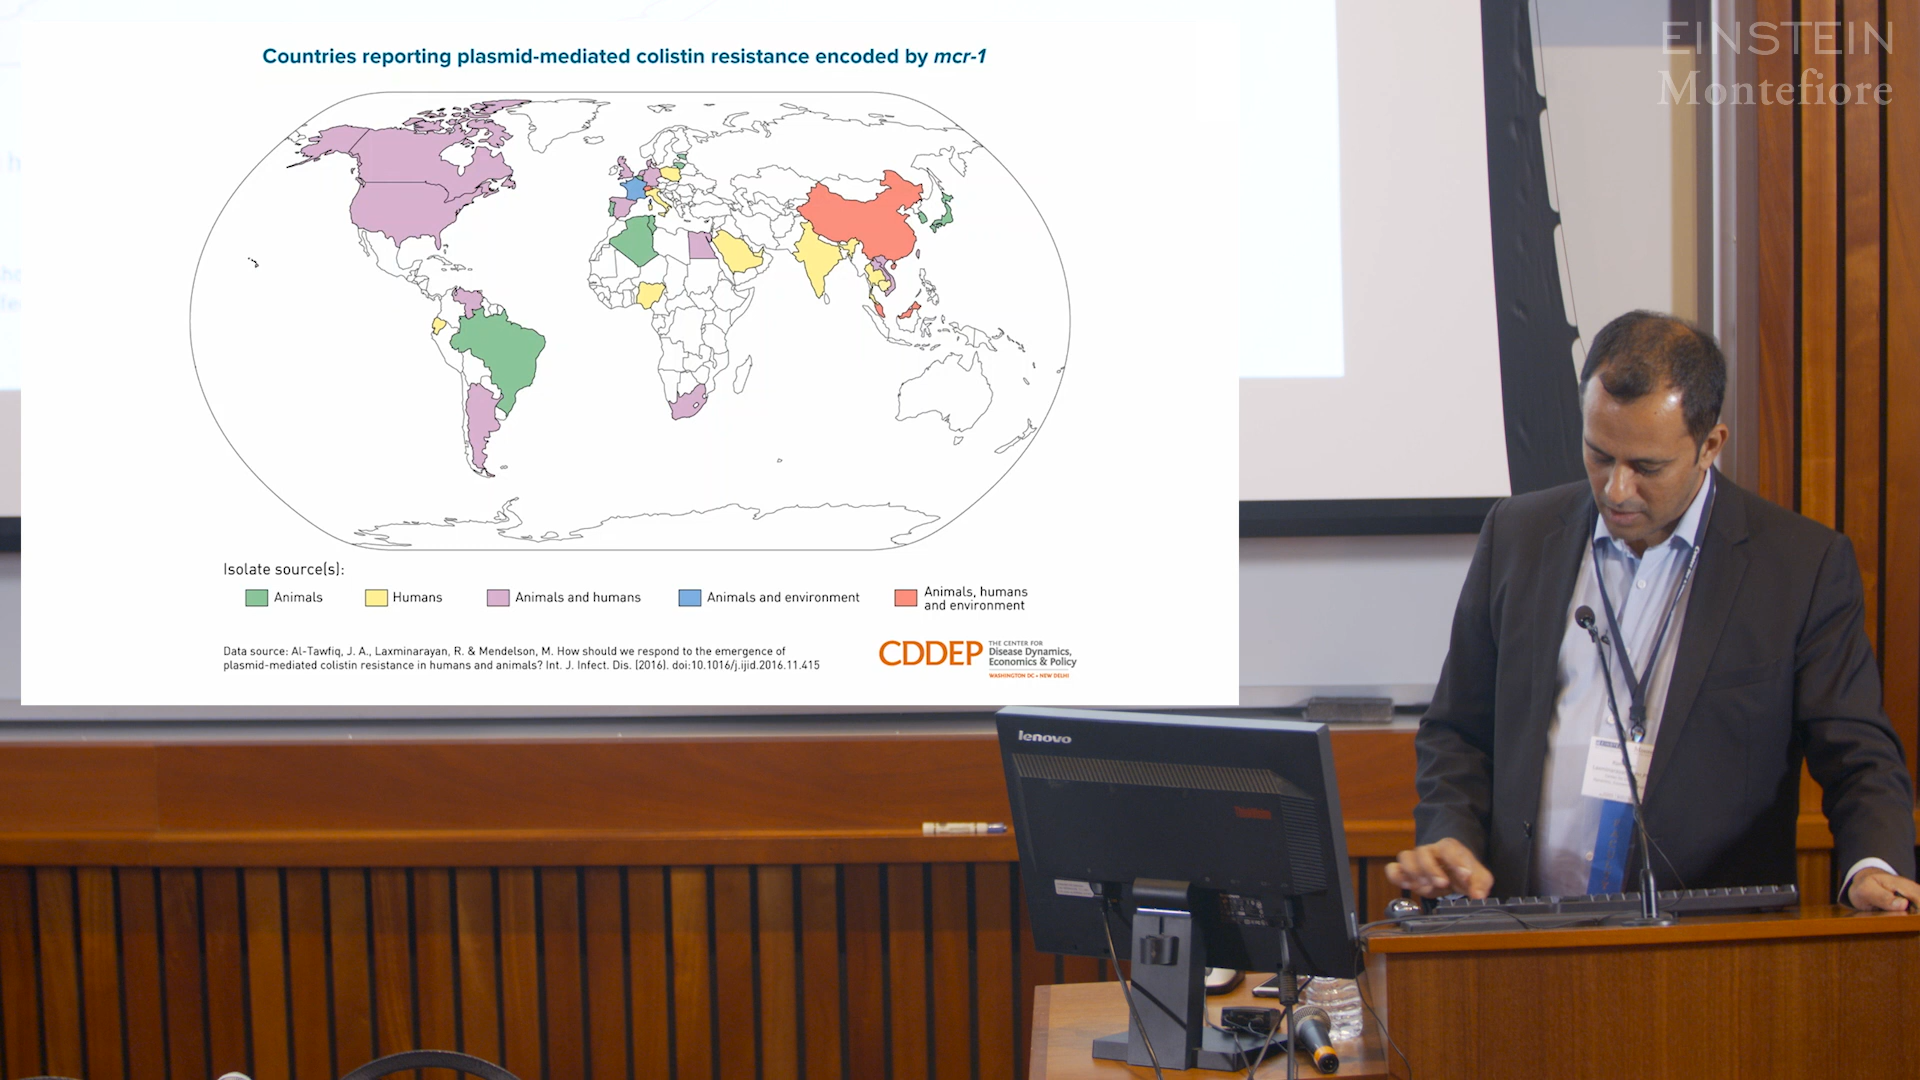 EINSTEIN
Montefiore
Countries reporting plasmid-mediated colistin resistance encoded by mcr-1
Isolate source(s):
Animals
Humans
Animals and humans
Animals and environment
Animals, humans
and environment
Data source: Al-Tawfiq, J. A., Laxminarayan, R. & Mendelson, M. How should we respond to the emergence of
plasmid-mediated colistin resistance in humans and animals? Int. J. Infect. Dis. (2016). doi:10.1016/j.ijid.2016.11.415
CDDEP
THE CENTER FOR
Disease Dynamics,
Economics & Policy
WASHINGTON DC • NEW DELHI
lenovo